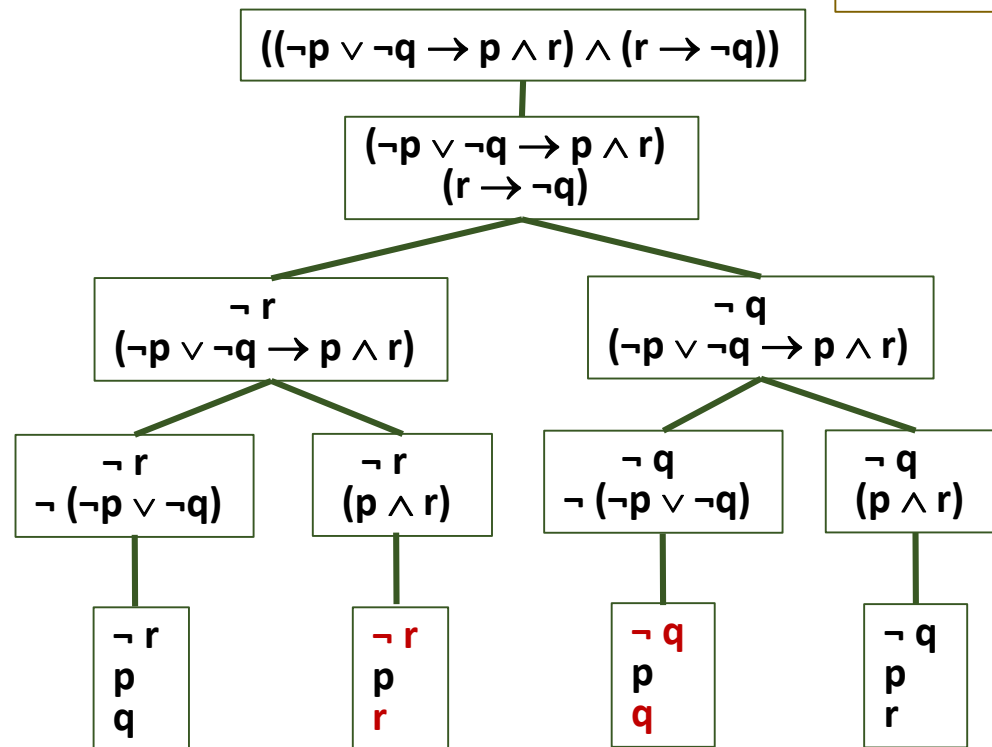 ((¬p ∨ ¬q → p ∧ r) ∧ (r → ¬q))
(¬p ∨ ¬q → p ∧ r)
(r → ¬q)
¬ r
(¬p ∨ ¬q → p ∧ r)
¬ q
(¬p ∨ ¬q → p ∧ r)
¬ r
¬ (¬p ∨ ¬q)
¬ r
(p ∧ r)
¬ q
¬ (¬p ∨ ¬q)
¬ q
(p ∧ r)
¬ r
p
q
¬ r
p
r
¬ q
p
q
¬ q
p
r